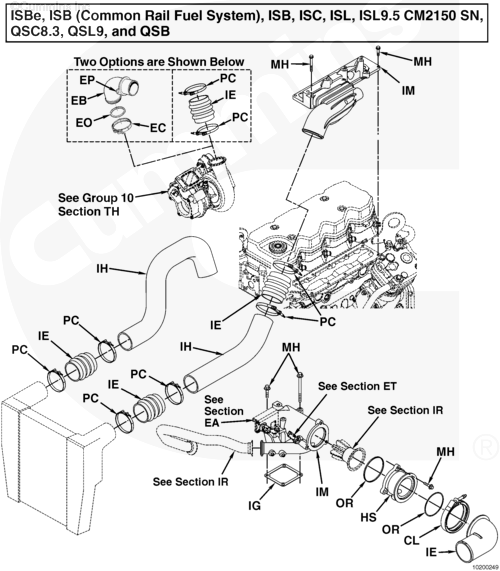 ISBe, ISB (Common Rail Fuel System), ISB, ISC, ISL, ISL9.5 CM2150 SN,
QSC8.3, QSL9, and QSB
Two Options are Shown Below
EP
EB
EO
EC
PC
IE
PC
MH
MH
IM
See Group 10
Section TH
IH
IE
PC
PC
IE
PC
IH
PC
IE
PC
MH
See Section ET
See
Section
EA
See Section IR
See Section IR
IG
IM
OR
HS
MH
OR
CL
IE
10200249
Cummins
®